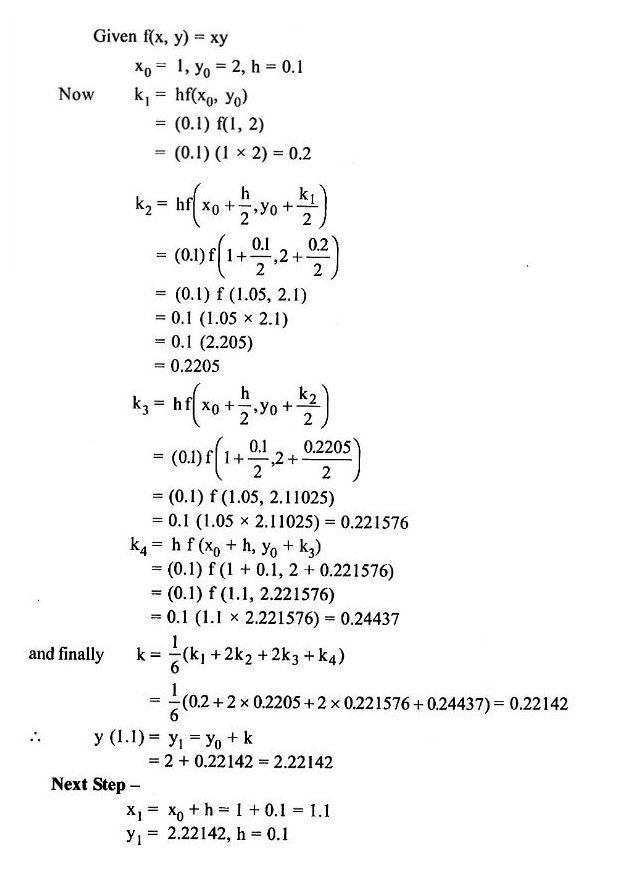 Given f(x, y) = xy
x₀ = 1, y₀ = 2, h = 0.1
Now k₁ = hf(x₀, y₀)
= (0.1) f(1, 2)
= (0.1) (1 × 2) = 0.2
k₂ = hf(x₀ + h/2, y₀ + k₁/2)
= (0.1) f(1 + 0.1/2, 2 + 0.2/2)
= (0.1) f (1.05, 2.1)
= 0.1 (1.05 × 2.1)
= 0.1 (2.205)
= 0.2205
k₃ = hf(x₀ + h/2, y₀ + k₂/2)
= (0.1) f(1 + 0.1/2, 2 + 0.2205/2)
= (0.1) f (1.05, 2.11025)
= 0.1 (1.05 × 2.11025) = 0.221576
k₄ = h f (x₀ + h, y₀ + k₃)
= (0.1) f (1 + 0.1, 2 + 0.221576)
= (0.1) f (1.1, 2.221576)
= 0.1 (1.1 × 2.221576) = 0.24437
and finally k = 1/6 (k₁ + 2k₂ + 2k₃ + k₄)
= 1/6 (0.2 + 2 × 0.2205 + 2 × 0.221576 + 0.24437) = 0.22142
∴ y (1.1) = y₁ = y₀ + k
= 2 + 0.22142 = 2.22142
Next Step –
x₁ = x₀ + h = 1 + 0.1 = 1.1
y₁ = 2.22142, h = 0.1